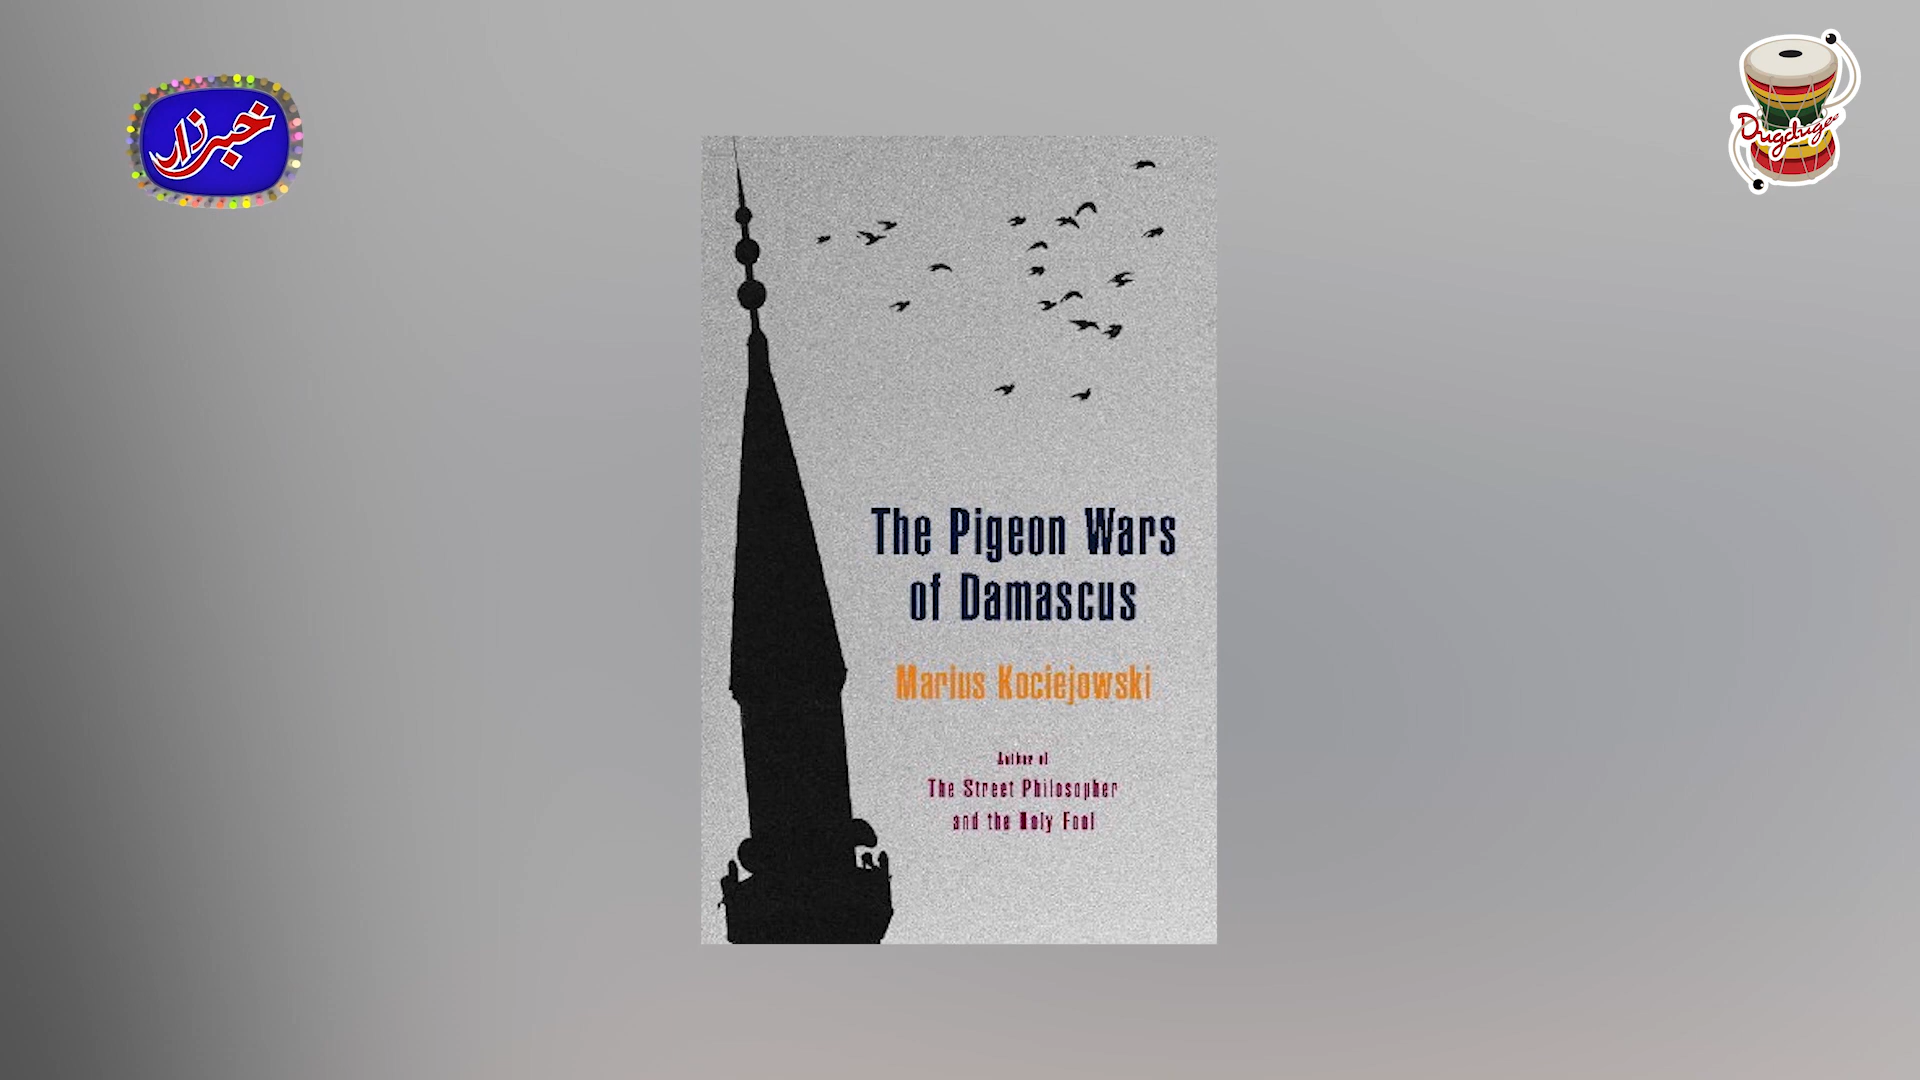 خبرزار
Dugdugee
The Pigeon Wars
of Damascus
Marius Kociejowski
Author of
The Street Philosopher
and the Holy Fool